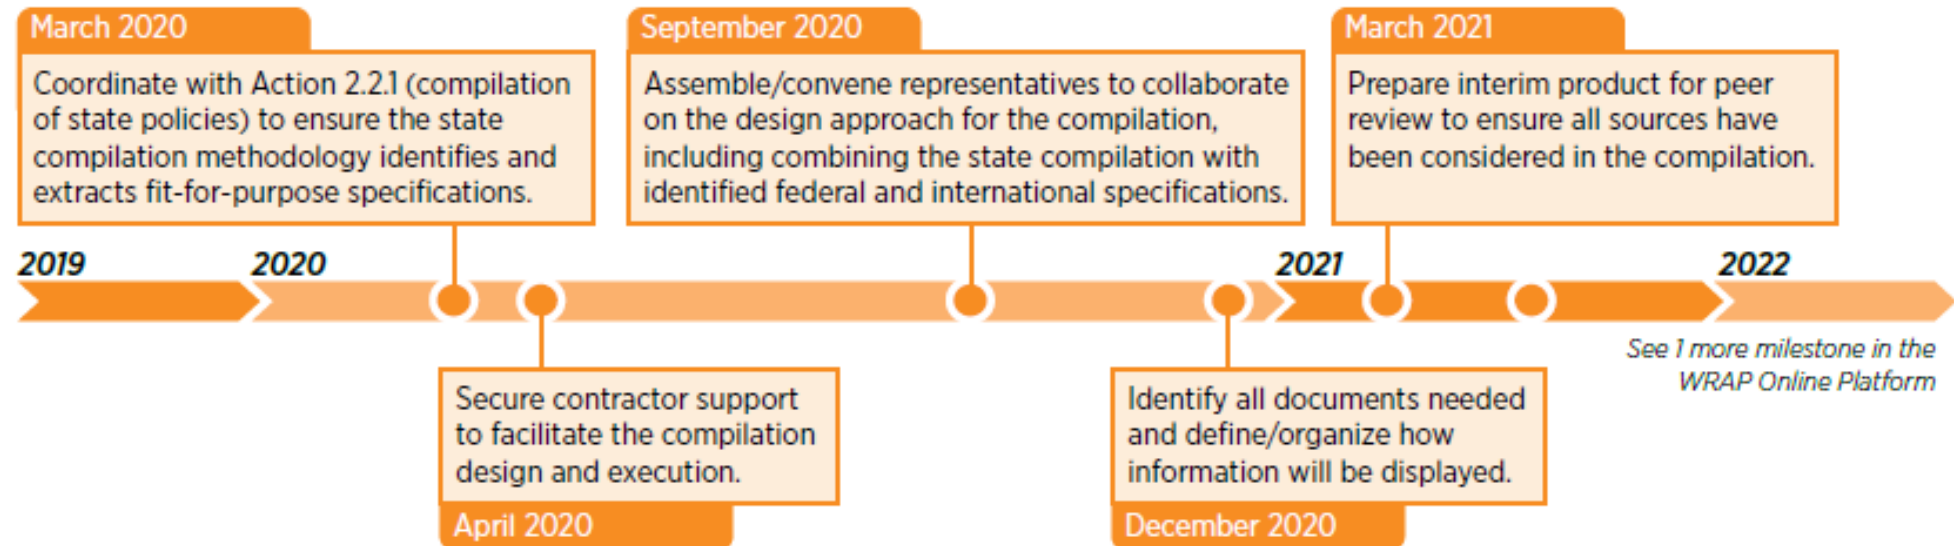 March 2020
Coordinate with Action 2.2.1 (compilation
of state policies) to ensure the state
compilation methodology identifies and
extracts fit-for-purpose specifications.
September 2020
Assemble/convene representatives to collaborate
on the design approach for the compilation,
including combining the state compilation with
identified federal and international specifications.
March 2021
Prepare interim product for peer
review to ensure all sources have
been considered in the compilation.
2019
2020
2021
2022
See 1 more milestone in the
WRAP Online Platform
Secure contractor support
to facilitate the compilation
design and execution.
April 2020
Identify all documents needed
and define/organize how
information will be displayed.
December 2020